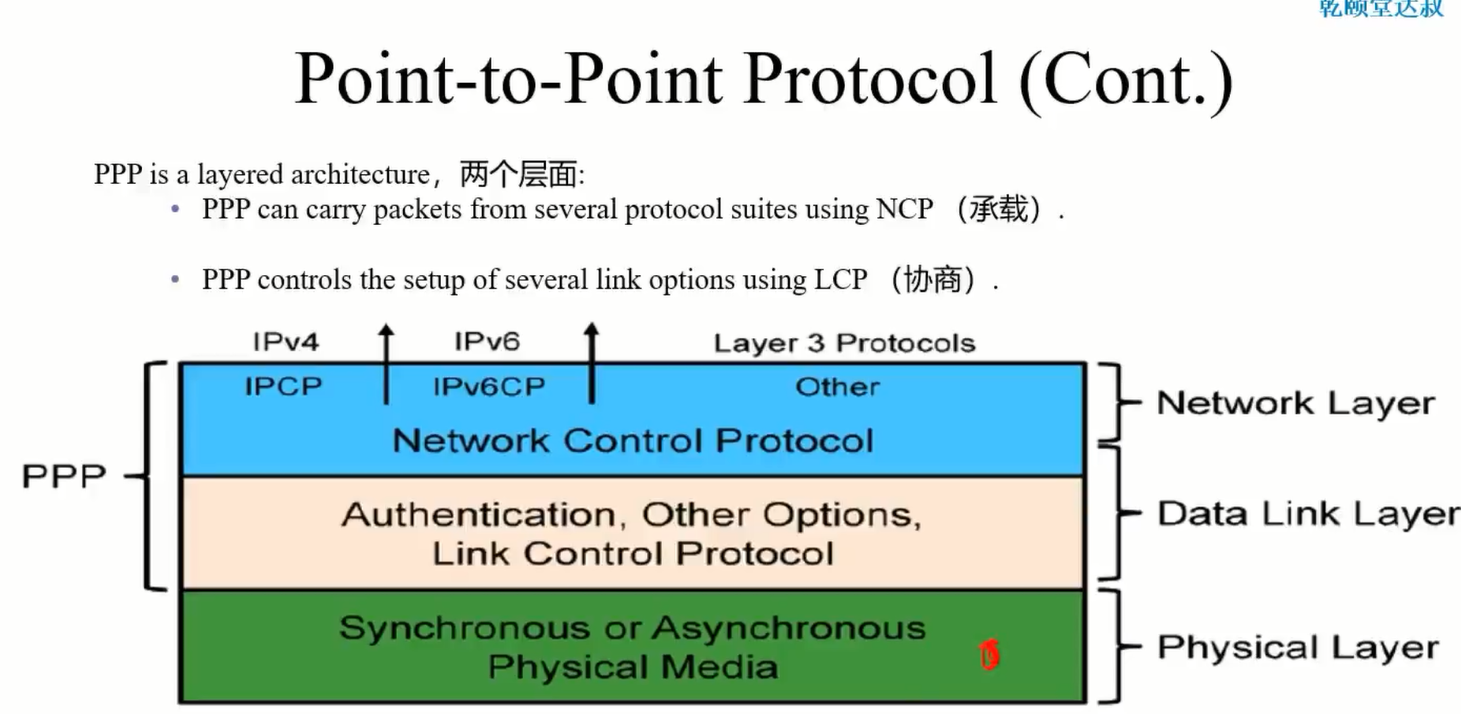 乾颐堂达叔
Point-to-Point Protocol (Cont.)
PPP is a layered architecture，两个层面:
• PPP can carry packets from several protocol suites using NCP （承载）.
• PPP controls the setup of several link options using LCP （协商）.
IPv4 IPv6 Layer 3 Protocols
IPCP IPv6CP Other
Network Control Protocol
Network Layer
PPP
Authentication, Other Options,
Link Control Protocol
Data Link Layer
Synchronous or Asynchronous
Physical Media
Physical Layer